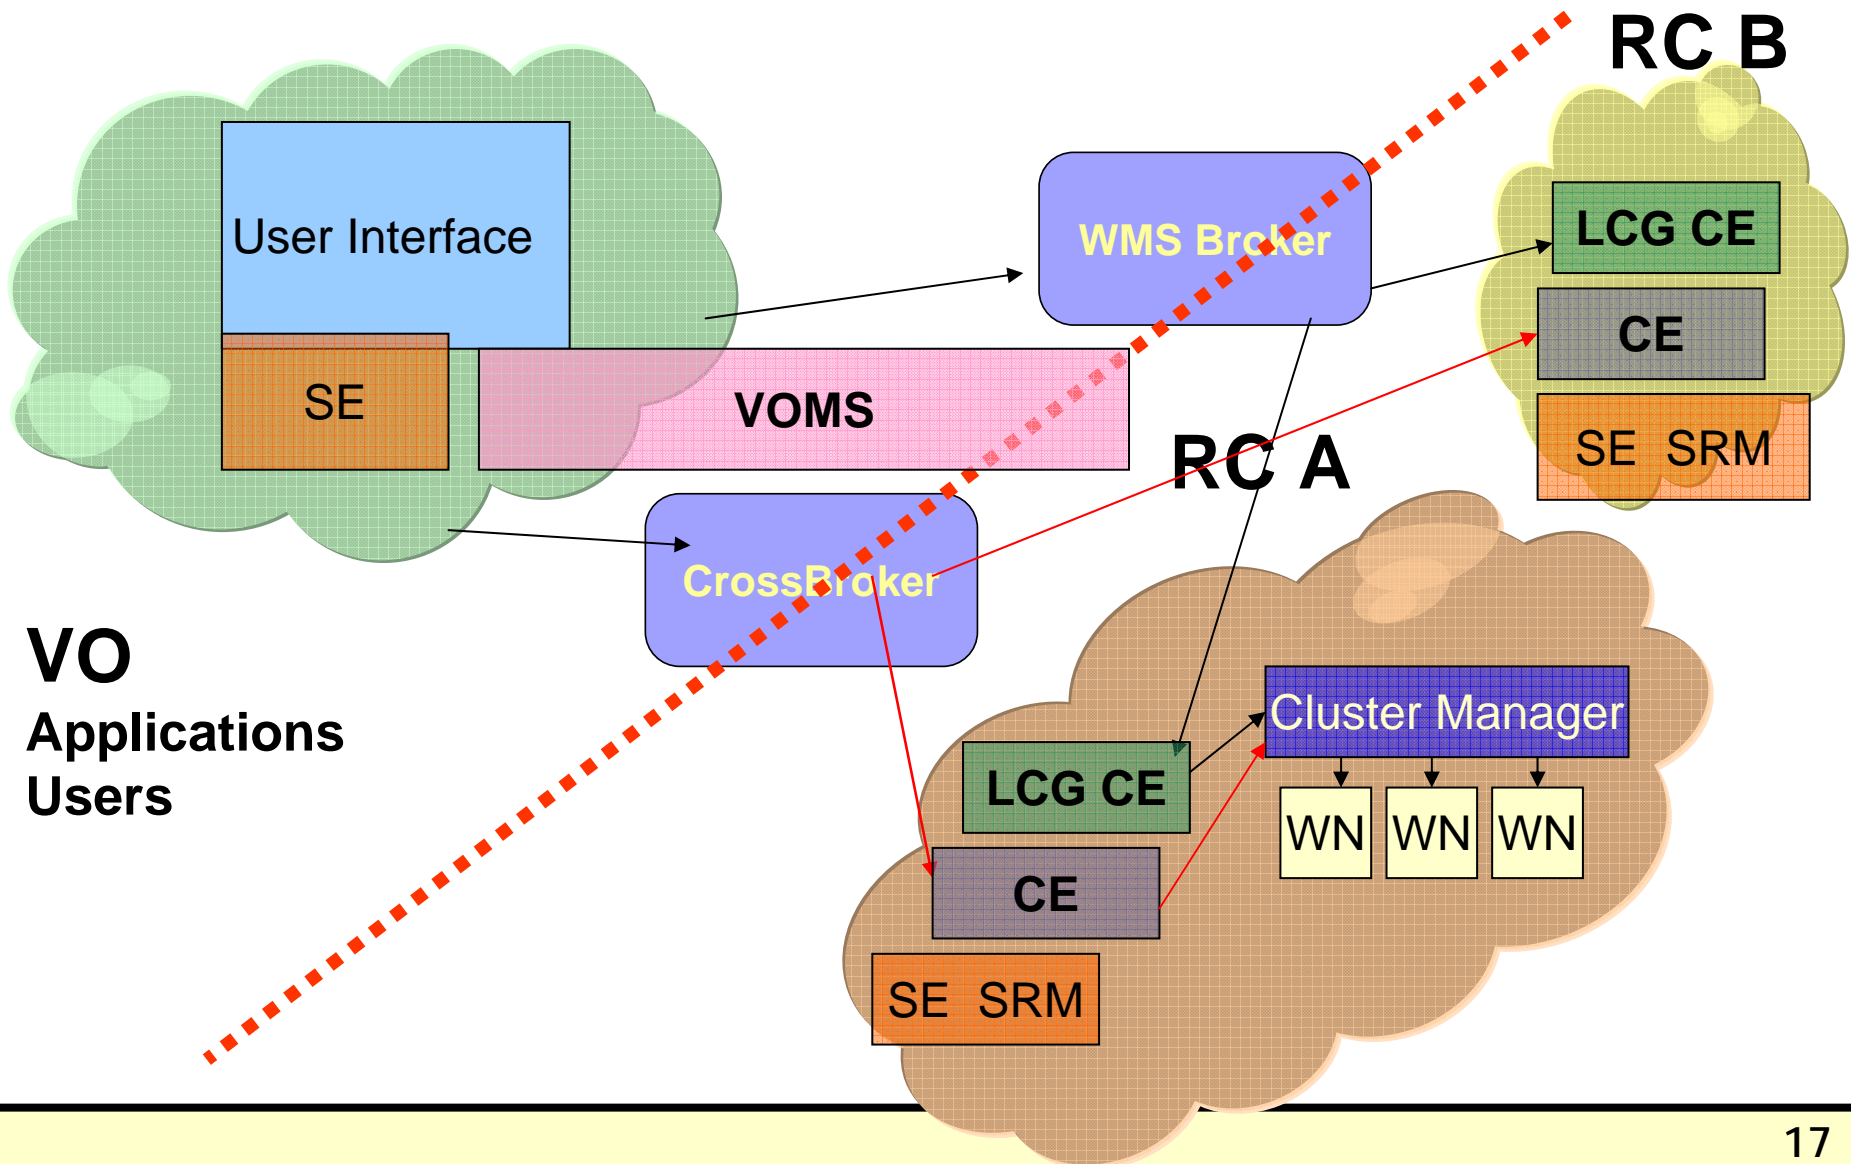 RC B
User Interface
WMS Broker
LCG CE
CE
SE
VOMS
SE SRM
RC A
CrossBroker
VO
Applications
Users
Cluster Manager
LCG CE
WN WN WN
CE
SE SRM
17